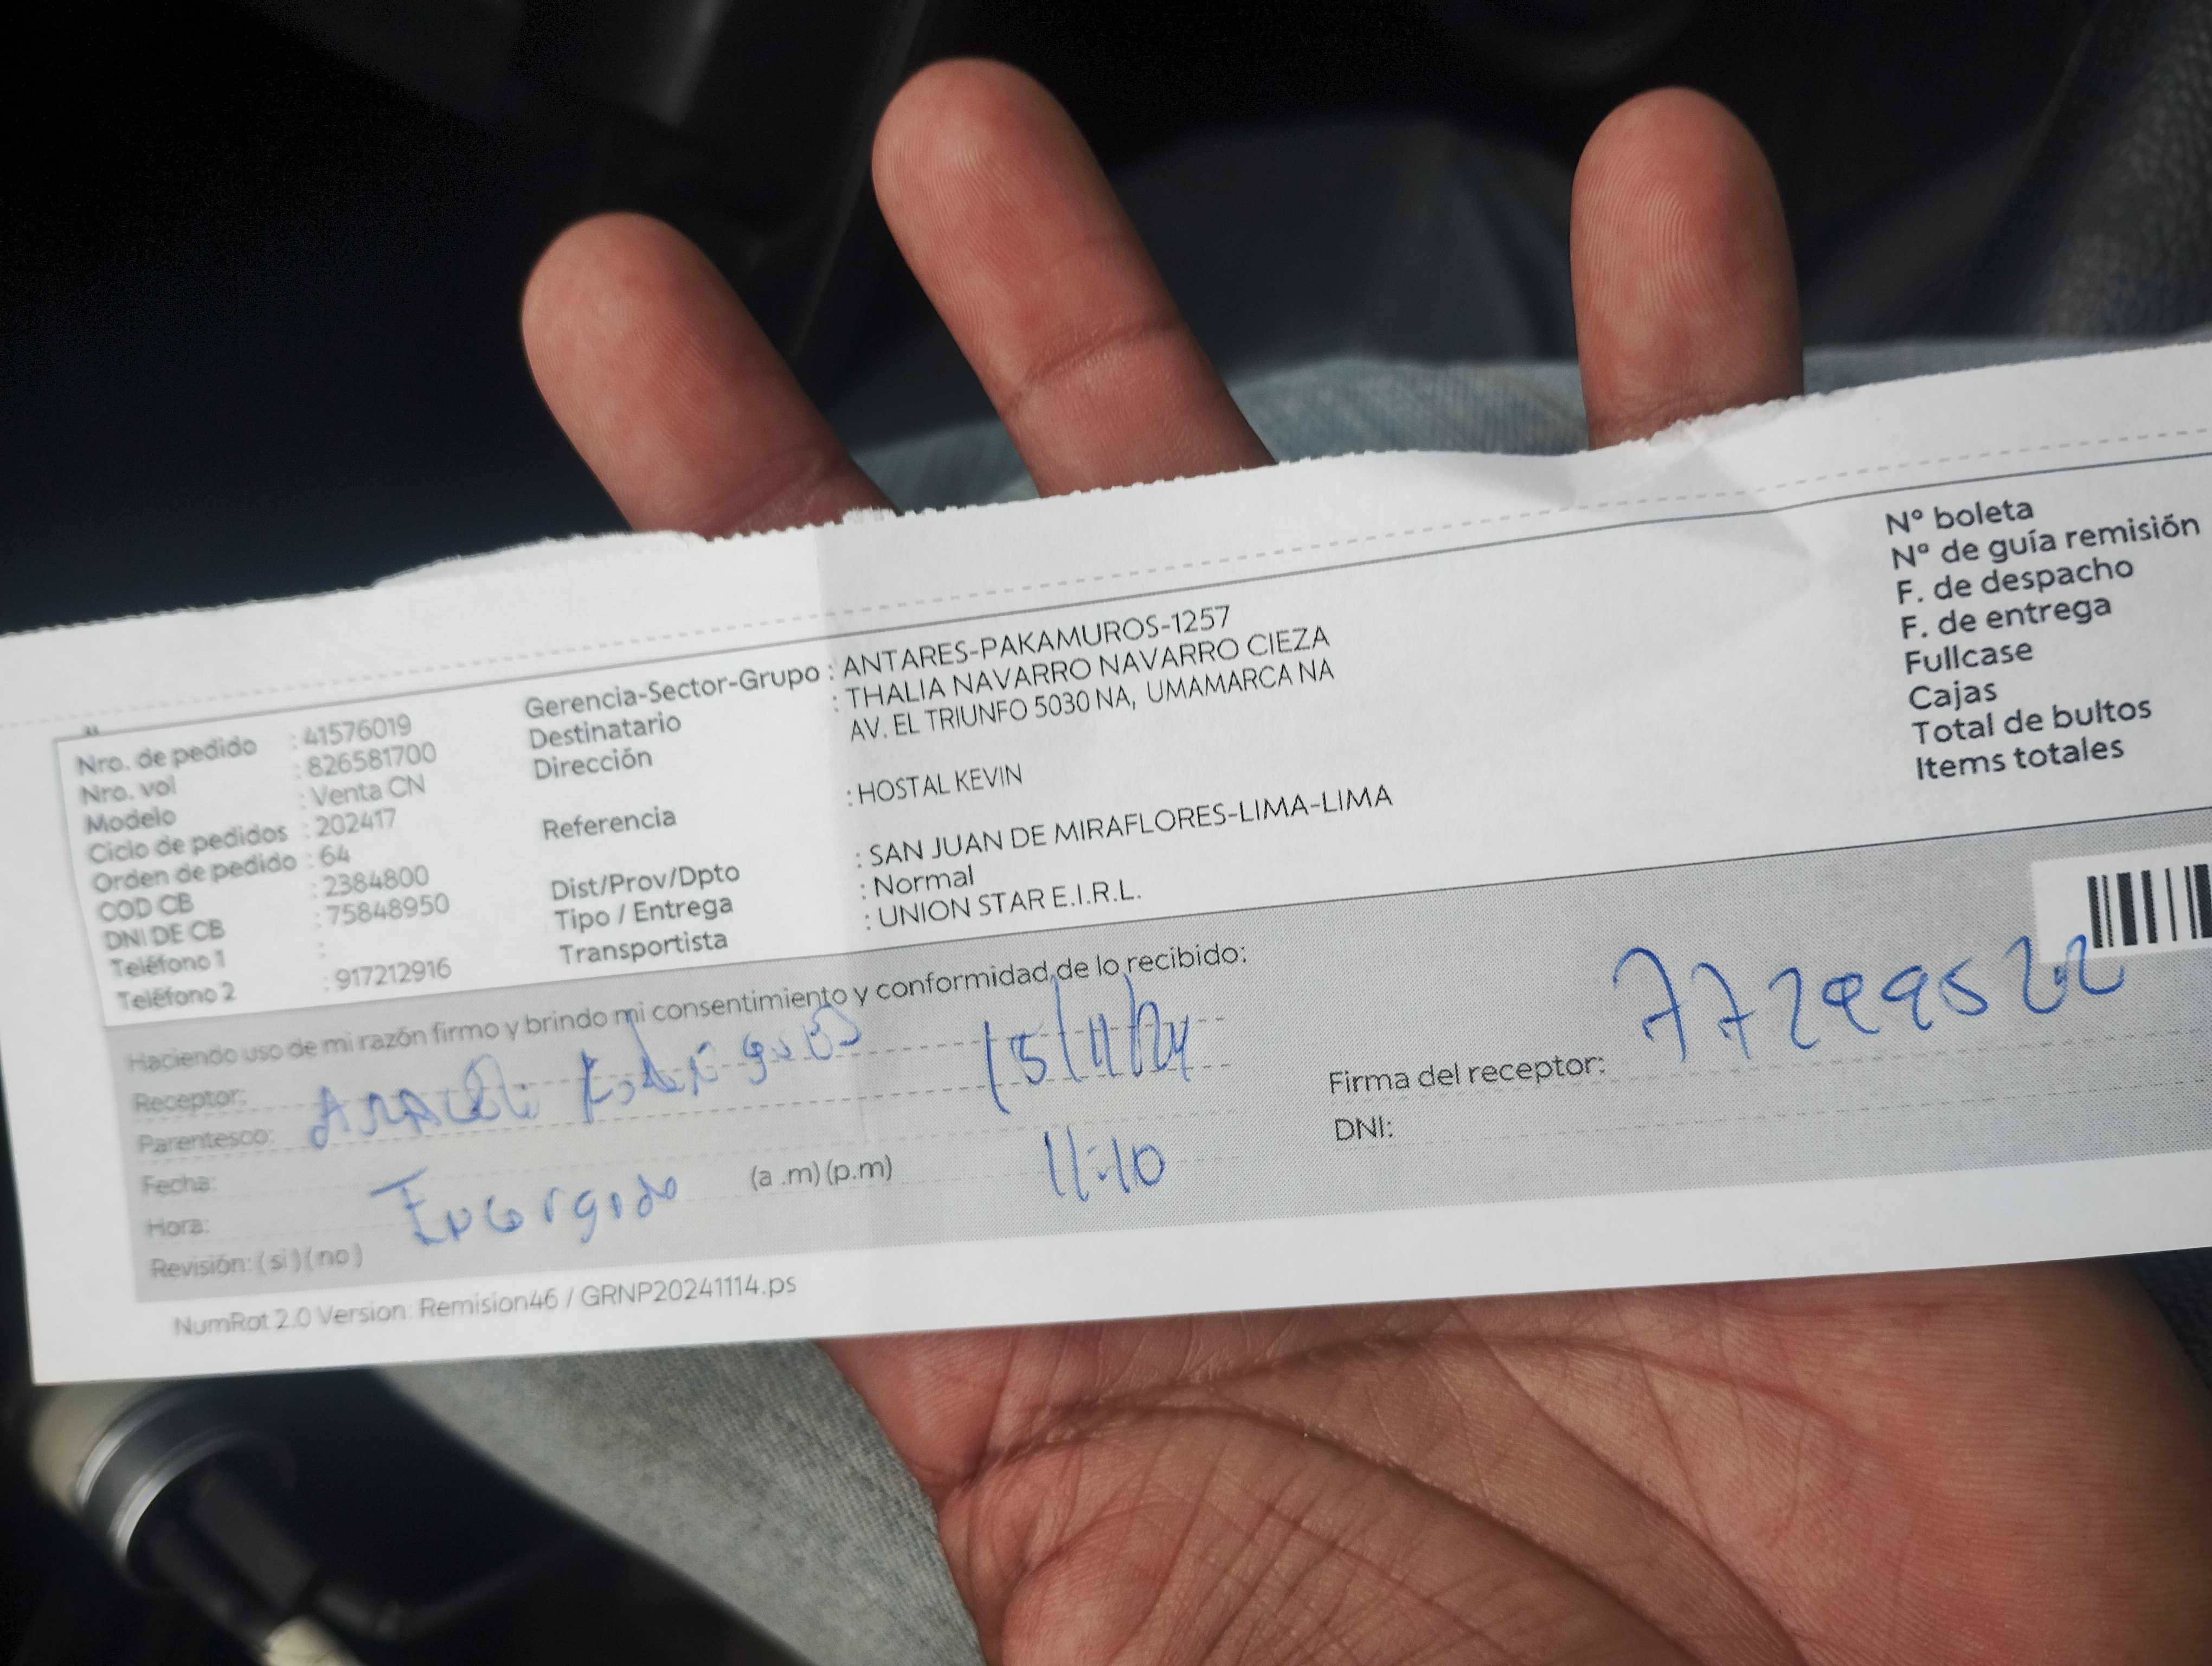 Nro. de pedido : 41576019
Nro. vol : 826581700
Modelo : Venta CN
Ciclo de pedidos : 202417
Orden de pedido : 64
COD CB : 2384800
DNI DE CB : 75848950
Teléfono 1 :
Teléfono 2 : 917212916
Gerencia-Sector-Grupo : ANTARES-PAKAMUROS-1257
Destinatario : THALIA NAVARRO NAVARRO CIEZA
Dirección AV. EL TRIUNFO 5030 NA, UMAMARCA NA
Referencia : HOSTAL KEVIN
Dist/Prov/Dpto : SAN JUAN DE MIRAFLORES-LIMA-LIMA
Tipo / Entrega : Normal
Transportista : UNION STAR E.I.R.L.
N° boleta
N° de guía remisión
F. de despacho
F. de entrega
Fullcase
Cajas
Total de bultos
Items totales
Haciendo uso de mi razón firmo y brindo mi consentimiento y conformidad de lo recibido:
Receptor:
Parentesco: Araceli
Fecha: 15/11/24
Hora: Encargado (a .m) (p.m) 11:10
Revisión: ( si ) ( no )
Firma del receptor:
DNI:
NumRot 2.0 Version: Remision46 / GRNP20241114.ps